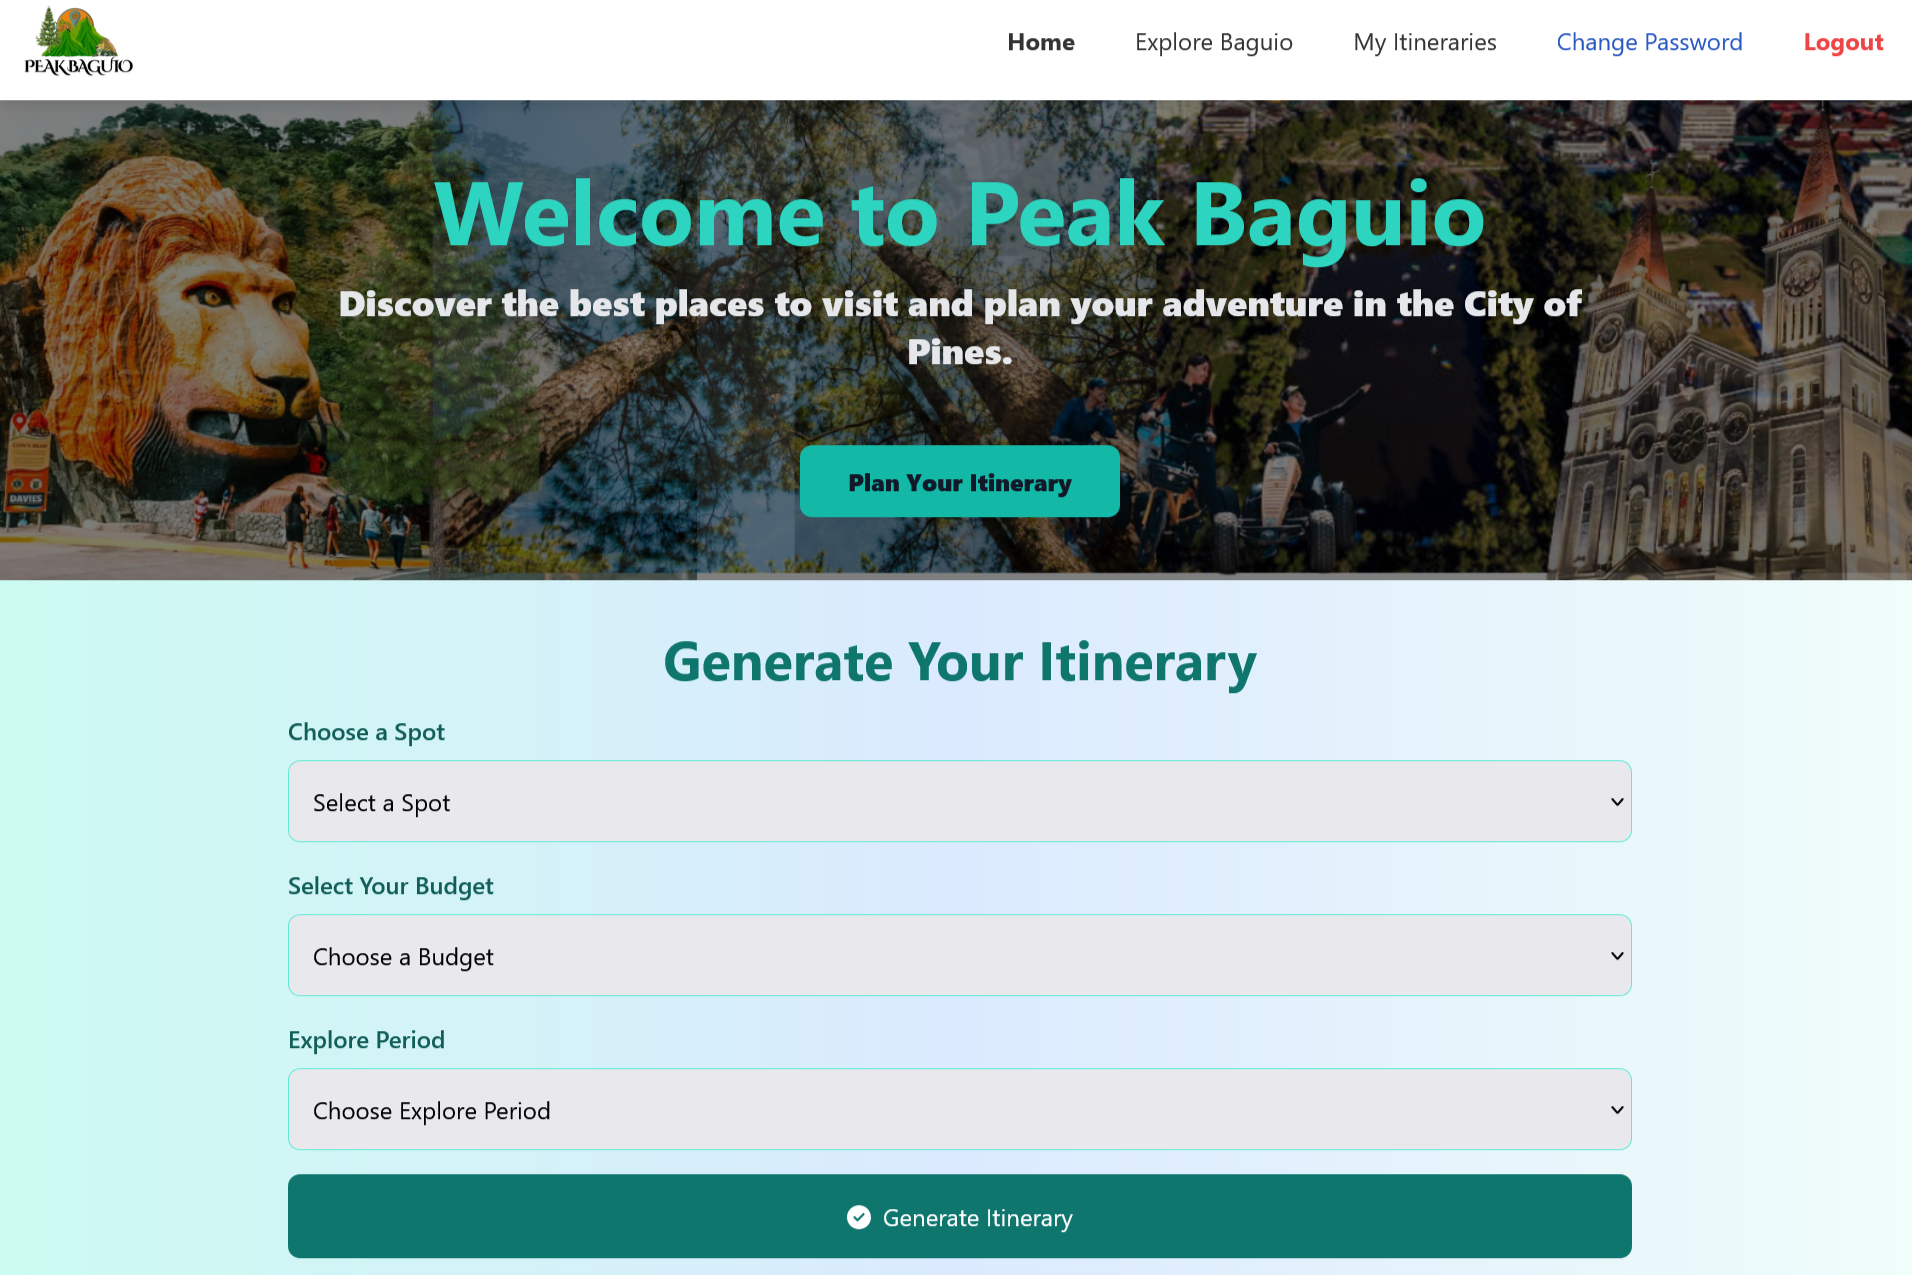 PEAKBAGUIO
Home
Explore Baguio
My Itineraries
Change Password
Logout
Welcome to Peak Baguio
Discover the best places to visit and plan your adventure in the City of
Pines.
Plan Your Itinerary
DAVIES
Generate Your Itinerary
Choose a Spot
Select a Spot
Select Your Budget
Choose a Budget
Explore Period
Choose Explore Period
Generate Itinerary